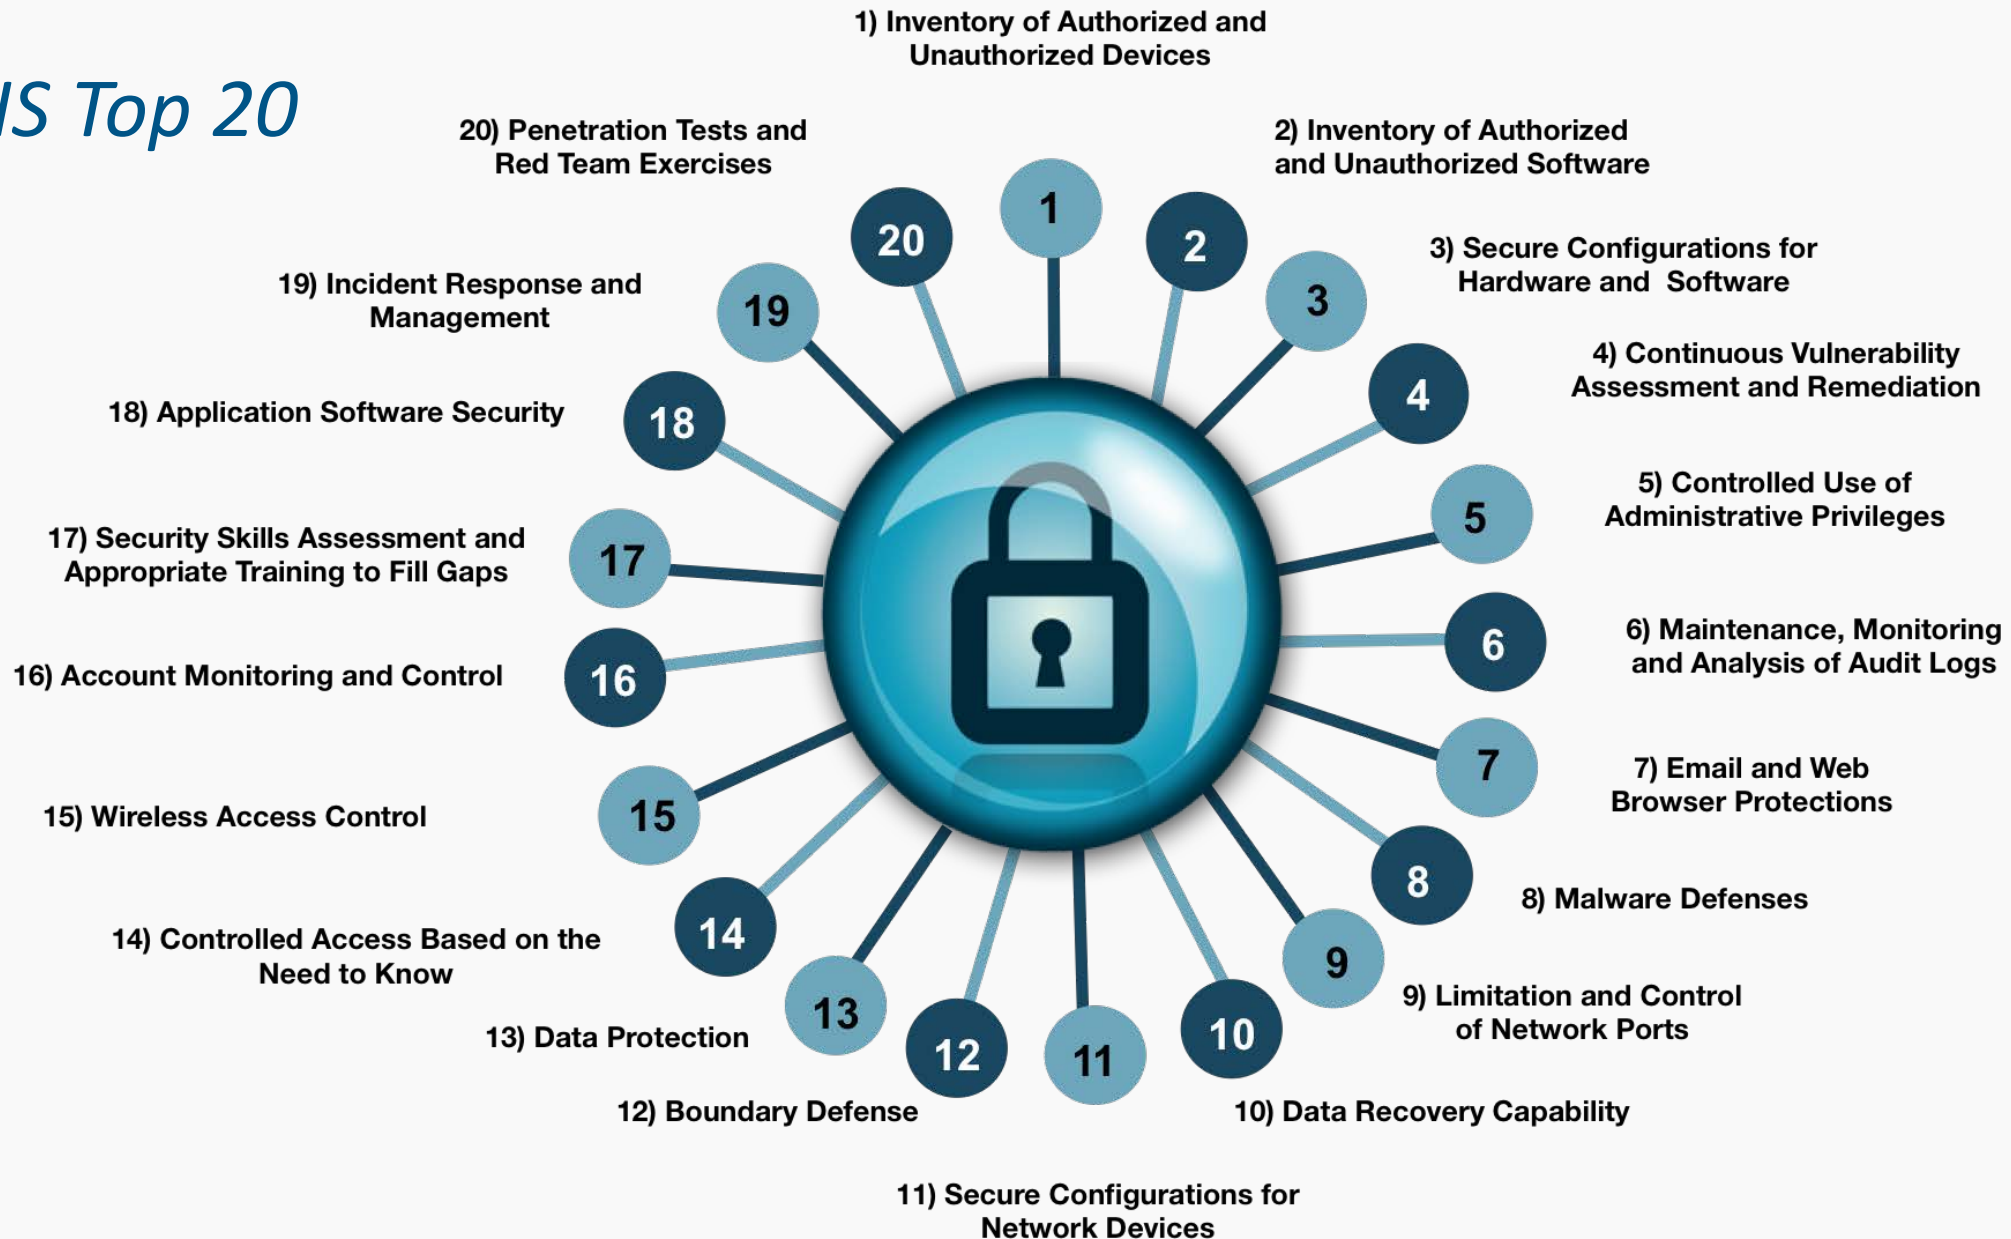 IS Top 20
1) Inventory of Authorized and
Unauthorized Devices
2) Inventory of Authorized
and Unauthorized Software
3) Secure Configurations for
Hardware and  Software
4) Continuous Vulnerability
Assessment and Remediation
5) Controlled Use of
Administrative Privileges
6) Maintenance, Monitoring
and Analysis of Audit Logs
7) Email and Web
Browser Protections
8) Malware Defenses
9) Limitation and Control
of Network Ports
10) Data Recovery Capability
11) Secure Configurations for
Network Devices
12) Boundary Defense
13) Data Protection
14) Controlled Access Based on the
Need to Know
15) Wireless Access Control
16) Account Monitoring and Control
17) Security Skills Assessment and
Appropriate Training to Fill Gaps
18) Application Software Security
19) Incident Response and
Management
20) Penetration Tests and
Red Team Exercises
1
2
3
4
5
6
7
8
9
10
11
12
13
14
15
16
17
18
19
20